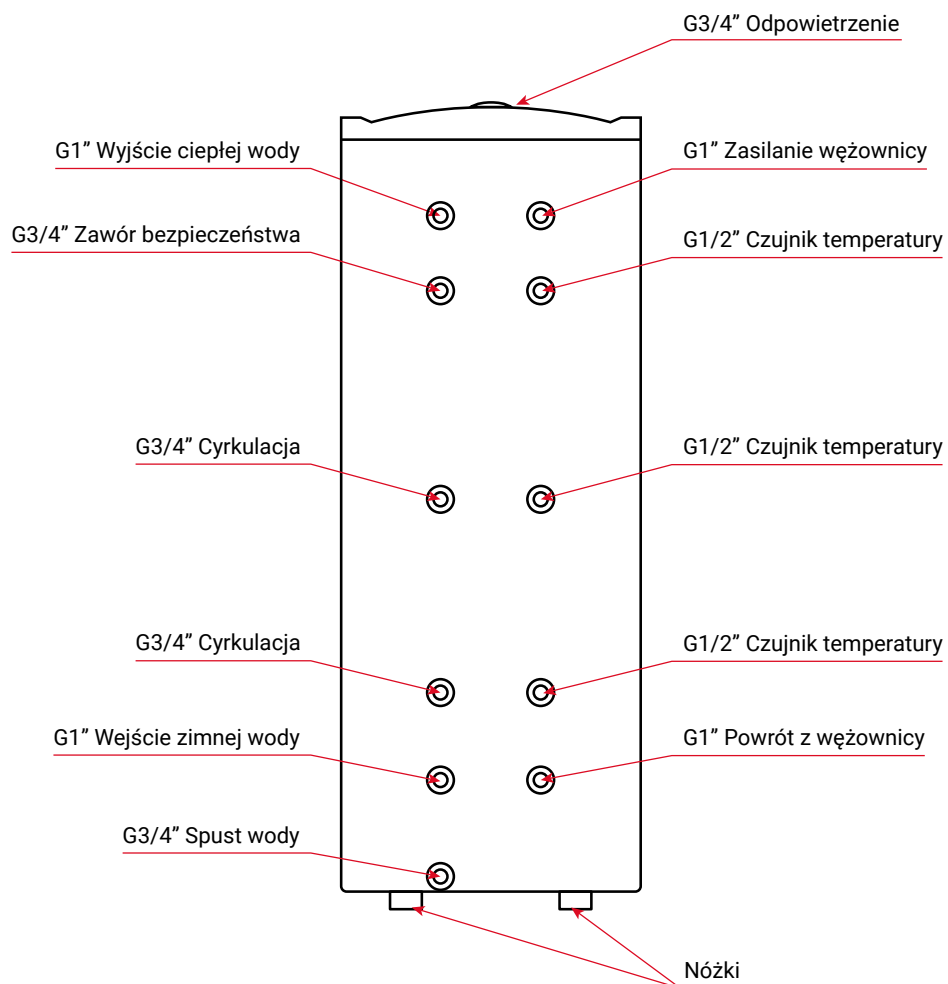 G3/4” Odpowietrzenie
G1” Wyjście ciepłej wody
G1” Zasilanie wężownicy
G3/4” Zawór bezpieczeństwa
G1/2” Czujnik temperatury
G3/4” Cyrkulacja
G1/2” Czujnik temperatury
G3/4” Cyrkulacja
G1/2” Czujnik temperatury
G1” Wejście zimnej wody
G1” Powrót z wężownicy
G3/4” Spust wody
Nóżki